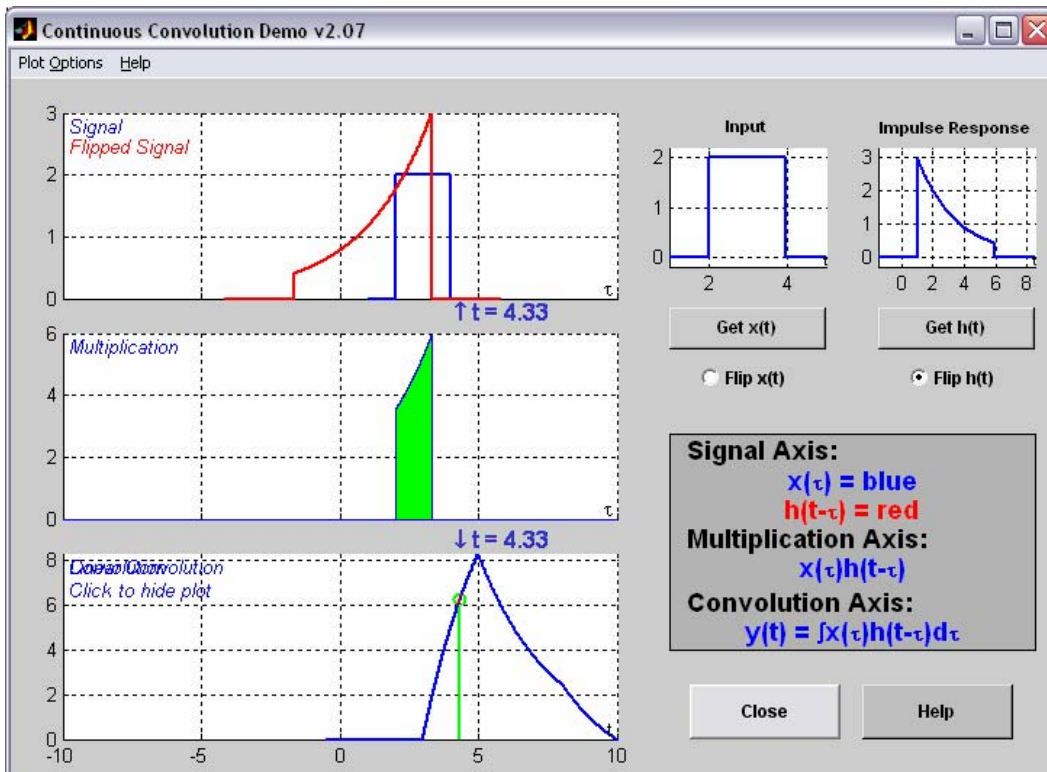 Continuous Convolution Demo v2.07
Plot Options Help
3
2
1
0
Signal
Flipped Signal
τ
↑t = 4.33
6
4
2
0
Multiplication
τ
↓t = 4.33
8
6
4
2
0
Convolution
Click to hide plot
t
-10 -5 0 5 10
Input
2
1
0
t
2 4
Get x(t)
Flip x(t)
Impulse Response
3
2
1
0
t
0 2 4 6 8
Get h(t)
Flip h(t)
Signal Axis:
x(τ) = blue
h(t-τ) = red
Multiplication Axis:
x(τ)h(t-τ)
Convolution Axis:
y(t) = ∫x(τ)h(t-τ)dτ
Close
Help